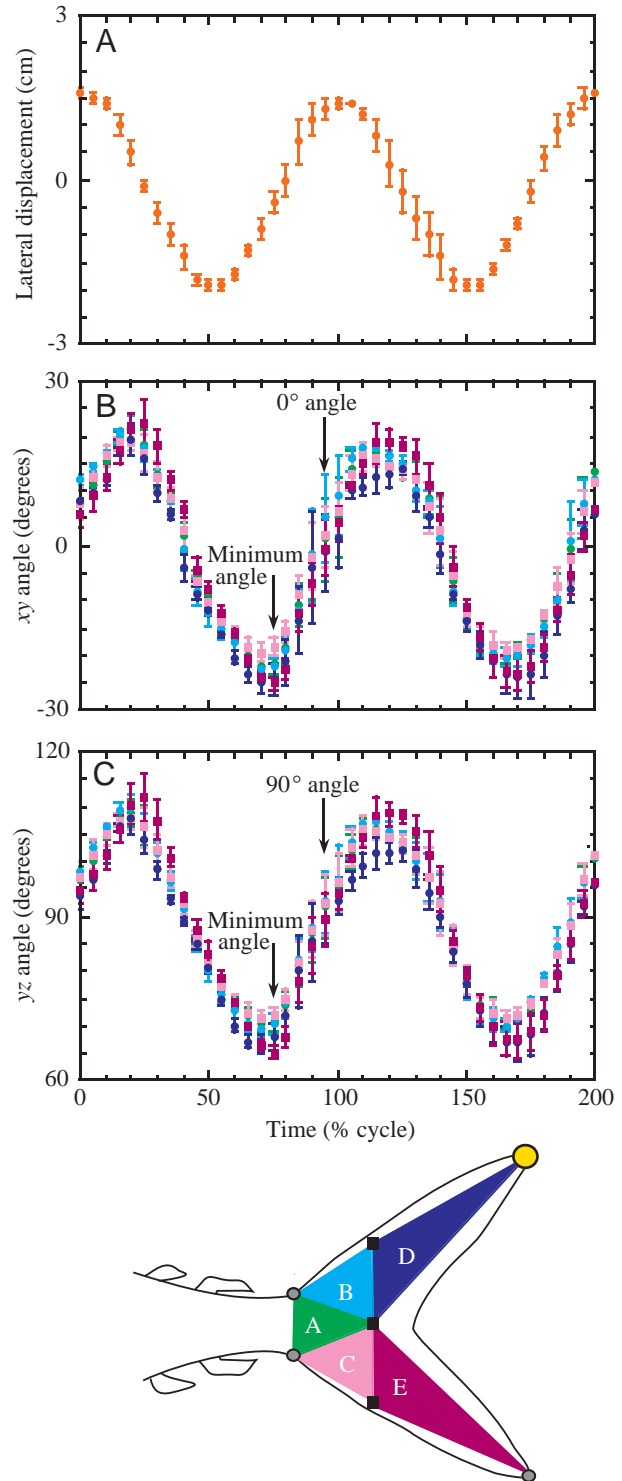 A
3
0
-3
Lateral displacement (cm)
B
30
0
-30
xy angle (degrees)
0° angle
Minimum
angle
C
120
90
60
yz angle (degrees)
90° angle
Minimum
angle
0
50
100
150
200
Time (% cycle)
D
B
A
C
E